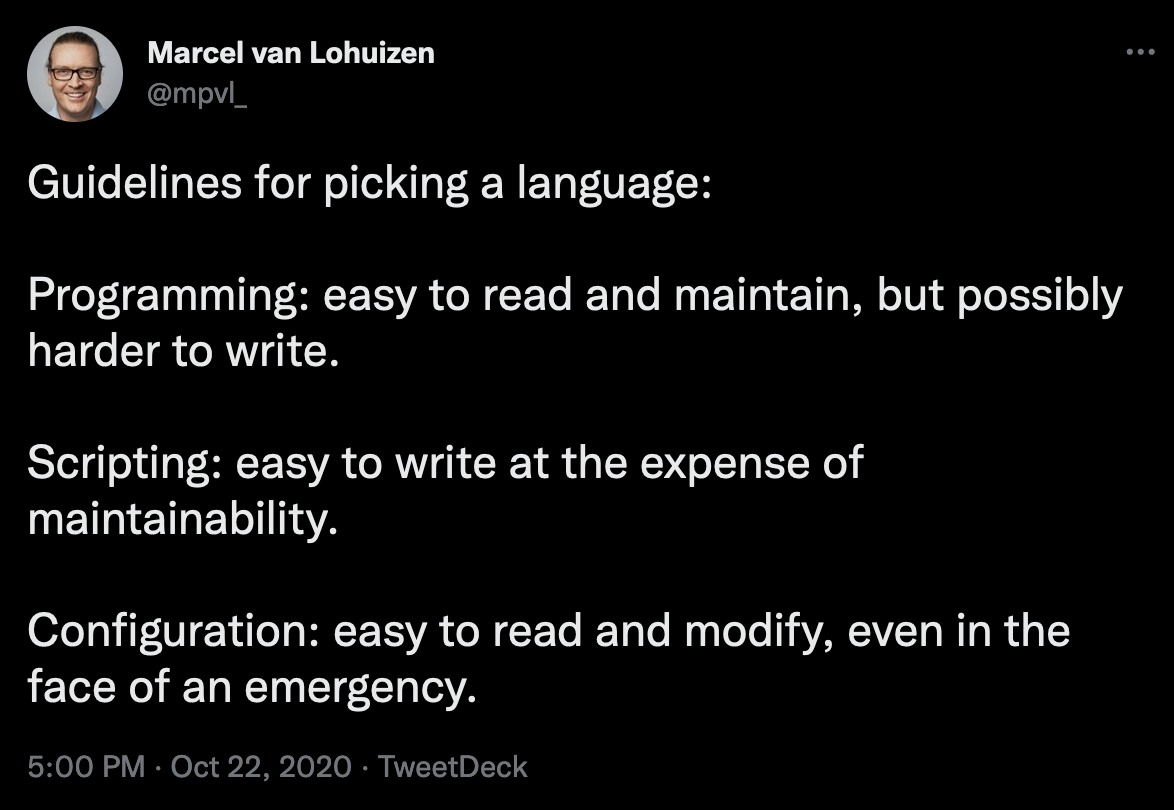 Marcel van Lohuizen
@mpvl_
Guidelines for picking a language:
Programming: easy to read and maintain, but possibly
harder to write.
Scripting: easy to write at the expense of
maintainability.
Configuration: easy to read and modify, even in the
face of an emergency.
5:00 PM · Oct 22, 2020 · TweetDeck